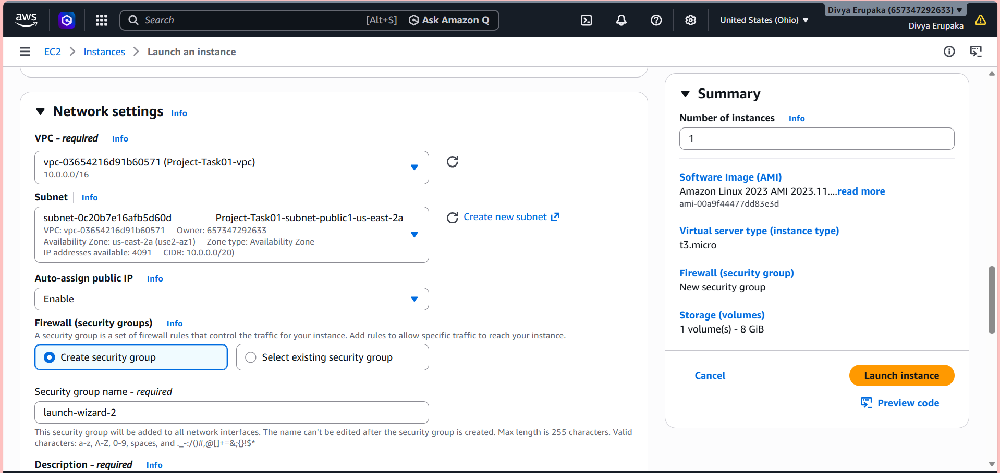 aws
Search [Alt+S] Ask Amazon Q
United States (Ohio)
Divya Erupaka (657347292633)
Divya Erupaka
EC2 Instances Launch an instance
Network settings Info
VPC - required Info
vpc-03654216d91b60571 (Project-Task01-vpc)
10.0.0.0/16
Subnet Info
subnet-0c20b7e16afb5d60d Project-Task01-subnet-public1-us-east-2a
VPC: vpc-03654216d91b60571 Owner: 657347292633
Availability Zone: us-east-2a (use2-az1) Zone type: Availability Zone
IP addresses available: 4091 CIDR: 10.0.0.0/20)
Create new subnet
Auto-assign public IP Info
Enable
Firewall (security groups) Info
A security group is a set of firewall rules that control the traffic for your instance. Add rules to allow specific traffic to reach your instance.
Create security group Select existing security group
Security group name - required
launch-wizard-2
This security group will be added to all network interfaces. The name can't be edited after the security group is created. Max length is 255 characters. Valid
characters: a-z, A-Z, 0-9, spaces, and ._-:/()#,@[]+=&;{}!$*
Description - required Info
Summary
Number of instances Info
1
Software Image (AMI)
Amazon Linux 2023 AMI 2023.11....read more
ami-00a9f44477dd83e3d
Virtual server type (instance type)
t3.micro
Firewall (security group)
New security group
Storage (volumes)
1 volume(s) - 8 GiB
Cancel Launch instance
Preview code